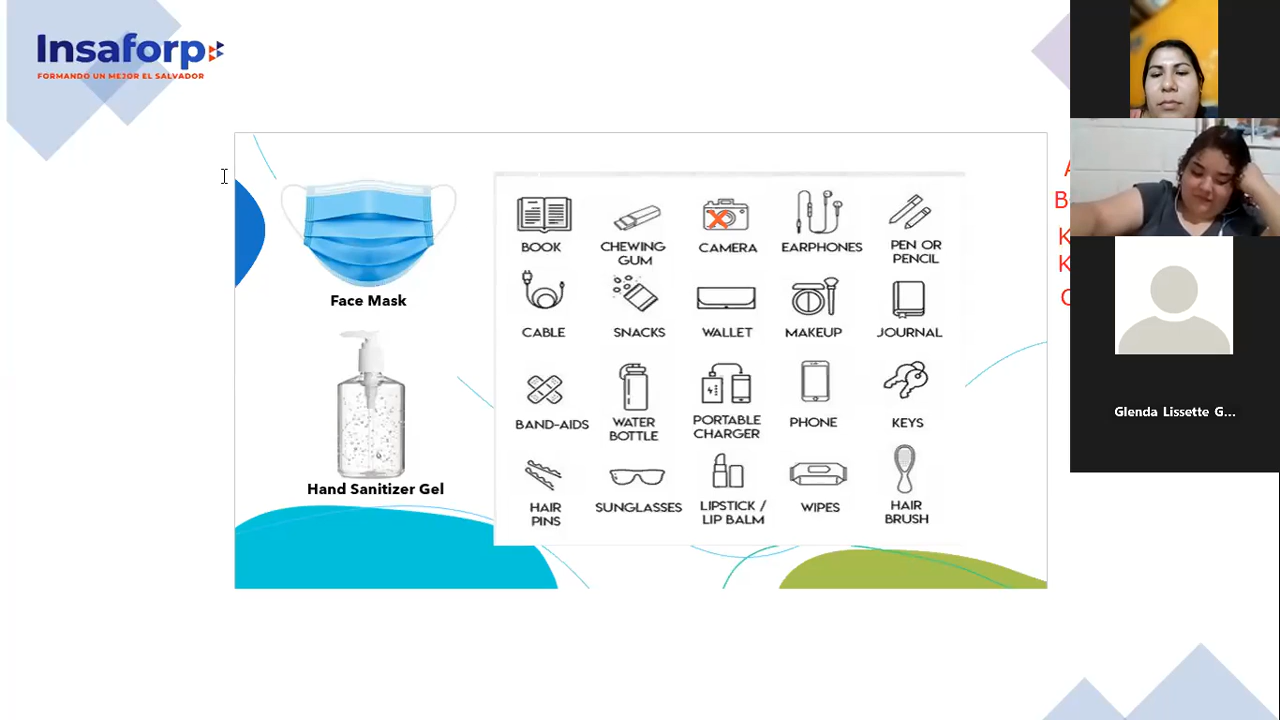 Insaforp
FORMANDO UN MEJOR EL SALVADOR
Face Mask
Hand Sanitizer Gel
BOOK
CHEWING
GUM
CAMERA
EARPHONES
PEN OR
PENCIL
CABLE
SNACKS
WALLET
MAKEUP
JOURNAL
BAND-AIDS
WATER
BOTTLE
PORTABLE
CHARGER
PHONE
KEYS
HAIR
PINS
SUNGLASSES
LIPSTICK /
LIP BALM
WIPES
HAIR
BRUSH
Glenda Lissette G...